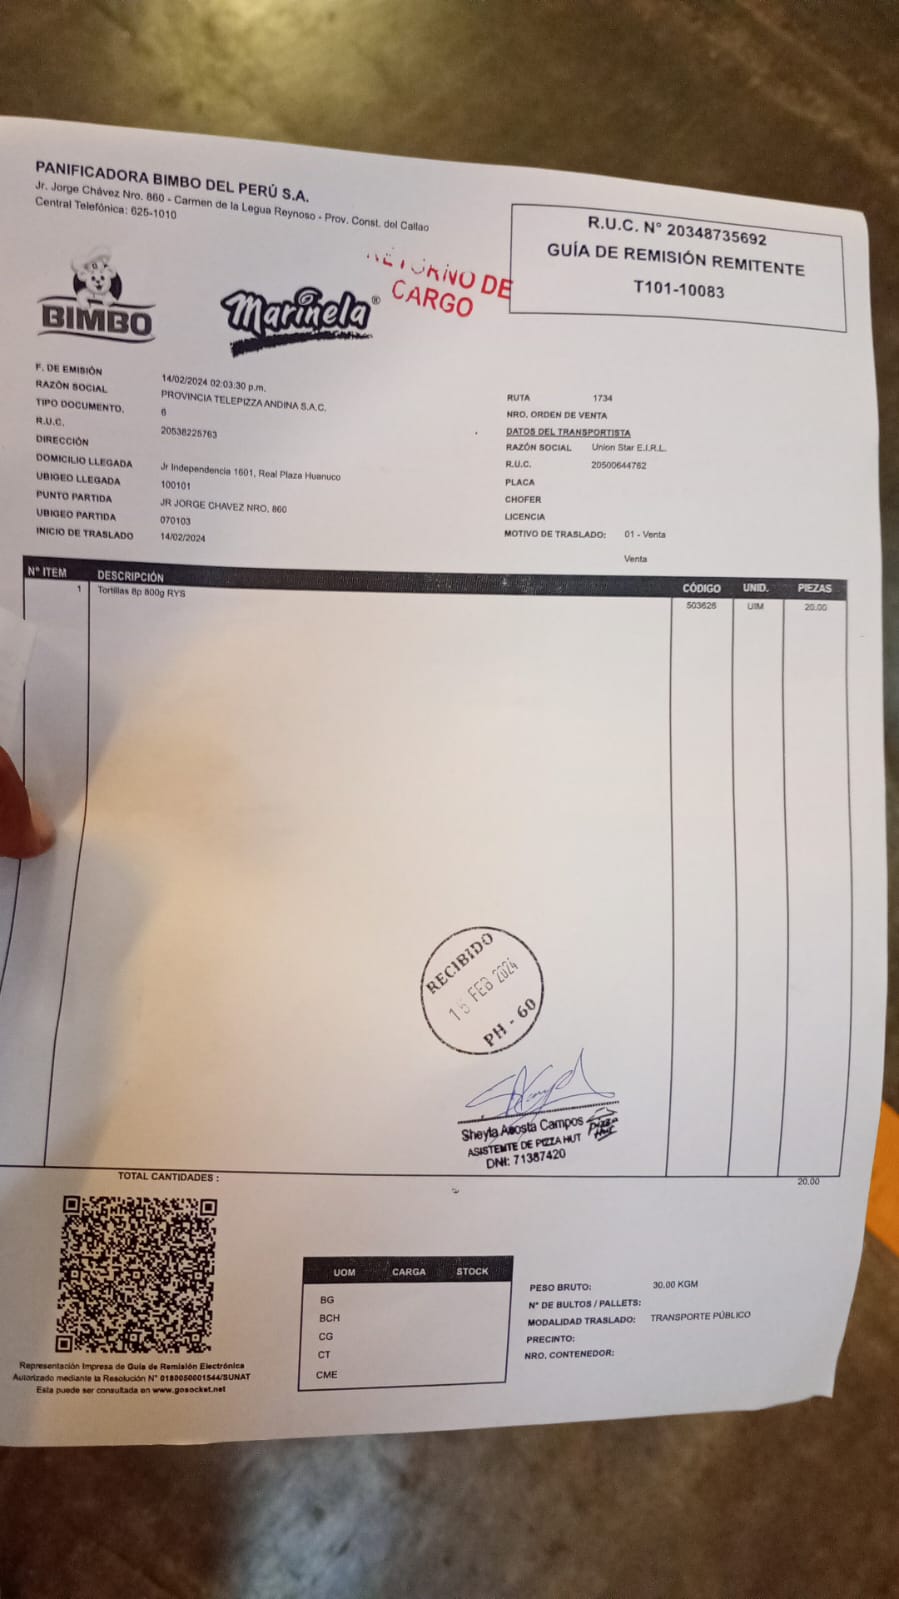 PANIFICADORA BIMBO DEL PERÚ S.A.
Jr. Jorge Chávez Nro. 860 - Carmen de la Legua Reynoso - Prov. Const. del Callao
Central Telefónica: 625-1010
R.U.C. N° 20348735692
GUÍA DE REMISIÓN REMITENTE
T101-10083
BIMBO
Marinela®
RETORNO DE
CARGO
F. DE EMISIÓN 14/02/2024 02:03:30 p.m.
RAZÓN SOCIAL PROVINCIA TELEPIZZA ANDINA S.A.C.
TIPO DOCUMENTO. 6
R.U.C. 20538225763
DIRECCIÓN
DOMICILIO LLEGADA Jr Independencia 1601, Real Plaza Huanuco
UBIGEO LLEGADA 100101
PUNTO PARTIDA JR JORGE CHAVEZ NRO. 860
UBIGEO PARTIDA 070103
INICIO DE TRASLADO 14/02/2024
RUTA 1734
NRO. ORDEN DE VENTA
DATOS DEL TRANSPORTISTA
RAZÓN SOCIAL Union Star E.I.R.L.
R.U.C. 20500644762
PLACA
CHOFER
LICENCIA
MOTIVO DE TRASLADO: 01 - Venta
Venta
N° ITEM DESCRIPCIÓN CÓDIGO UNID. PIEZAS
1 Tortillas 8p 800g RYS 503626 UIM 20.00
RECIBIDO
FEB 2024
PH - 60
Sheyla Acosta Campos
ASISTENTE DE PIZZA HUT
DNI: 71387420
Pizza
Hut
TOTAL CANTIDADES : 20.00
Representación Impresa de Guía de Remisión Electrónica
Autorizado mediante la Resolución N° 0180050001544/SUNAT
Esta puede ser consultada en www.gosocket.net
UOM CARGA STOCK
BG
BCH
CG
CT
CME
PESO BRUTO: 30.00 KGM
N° DE BULTOS / PALLETS:
MODALIDAD TRASLADO: TRANSPORTE PÚBLICO
PRECINTO:
NRO. CONTENEDOR: